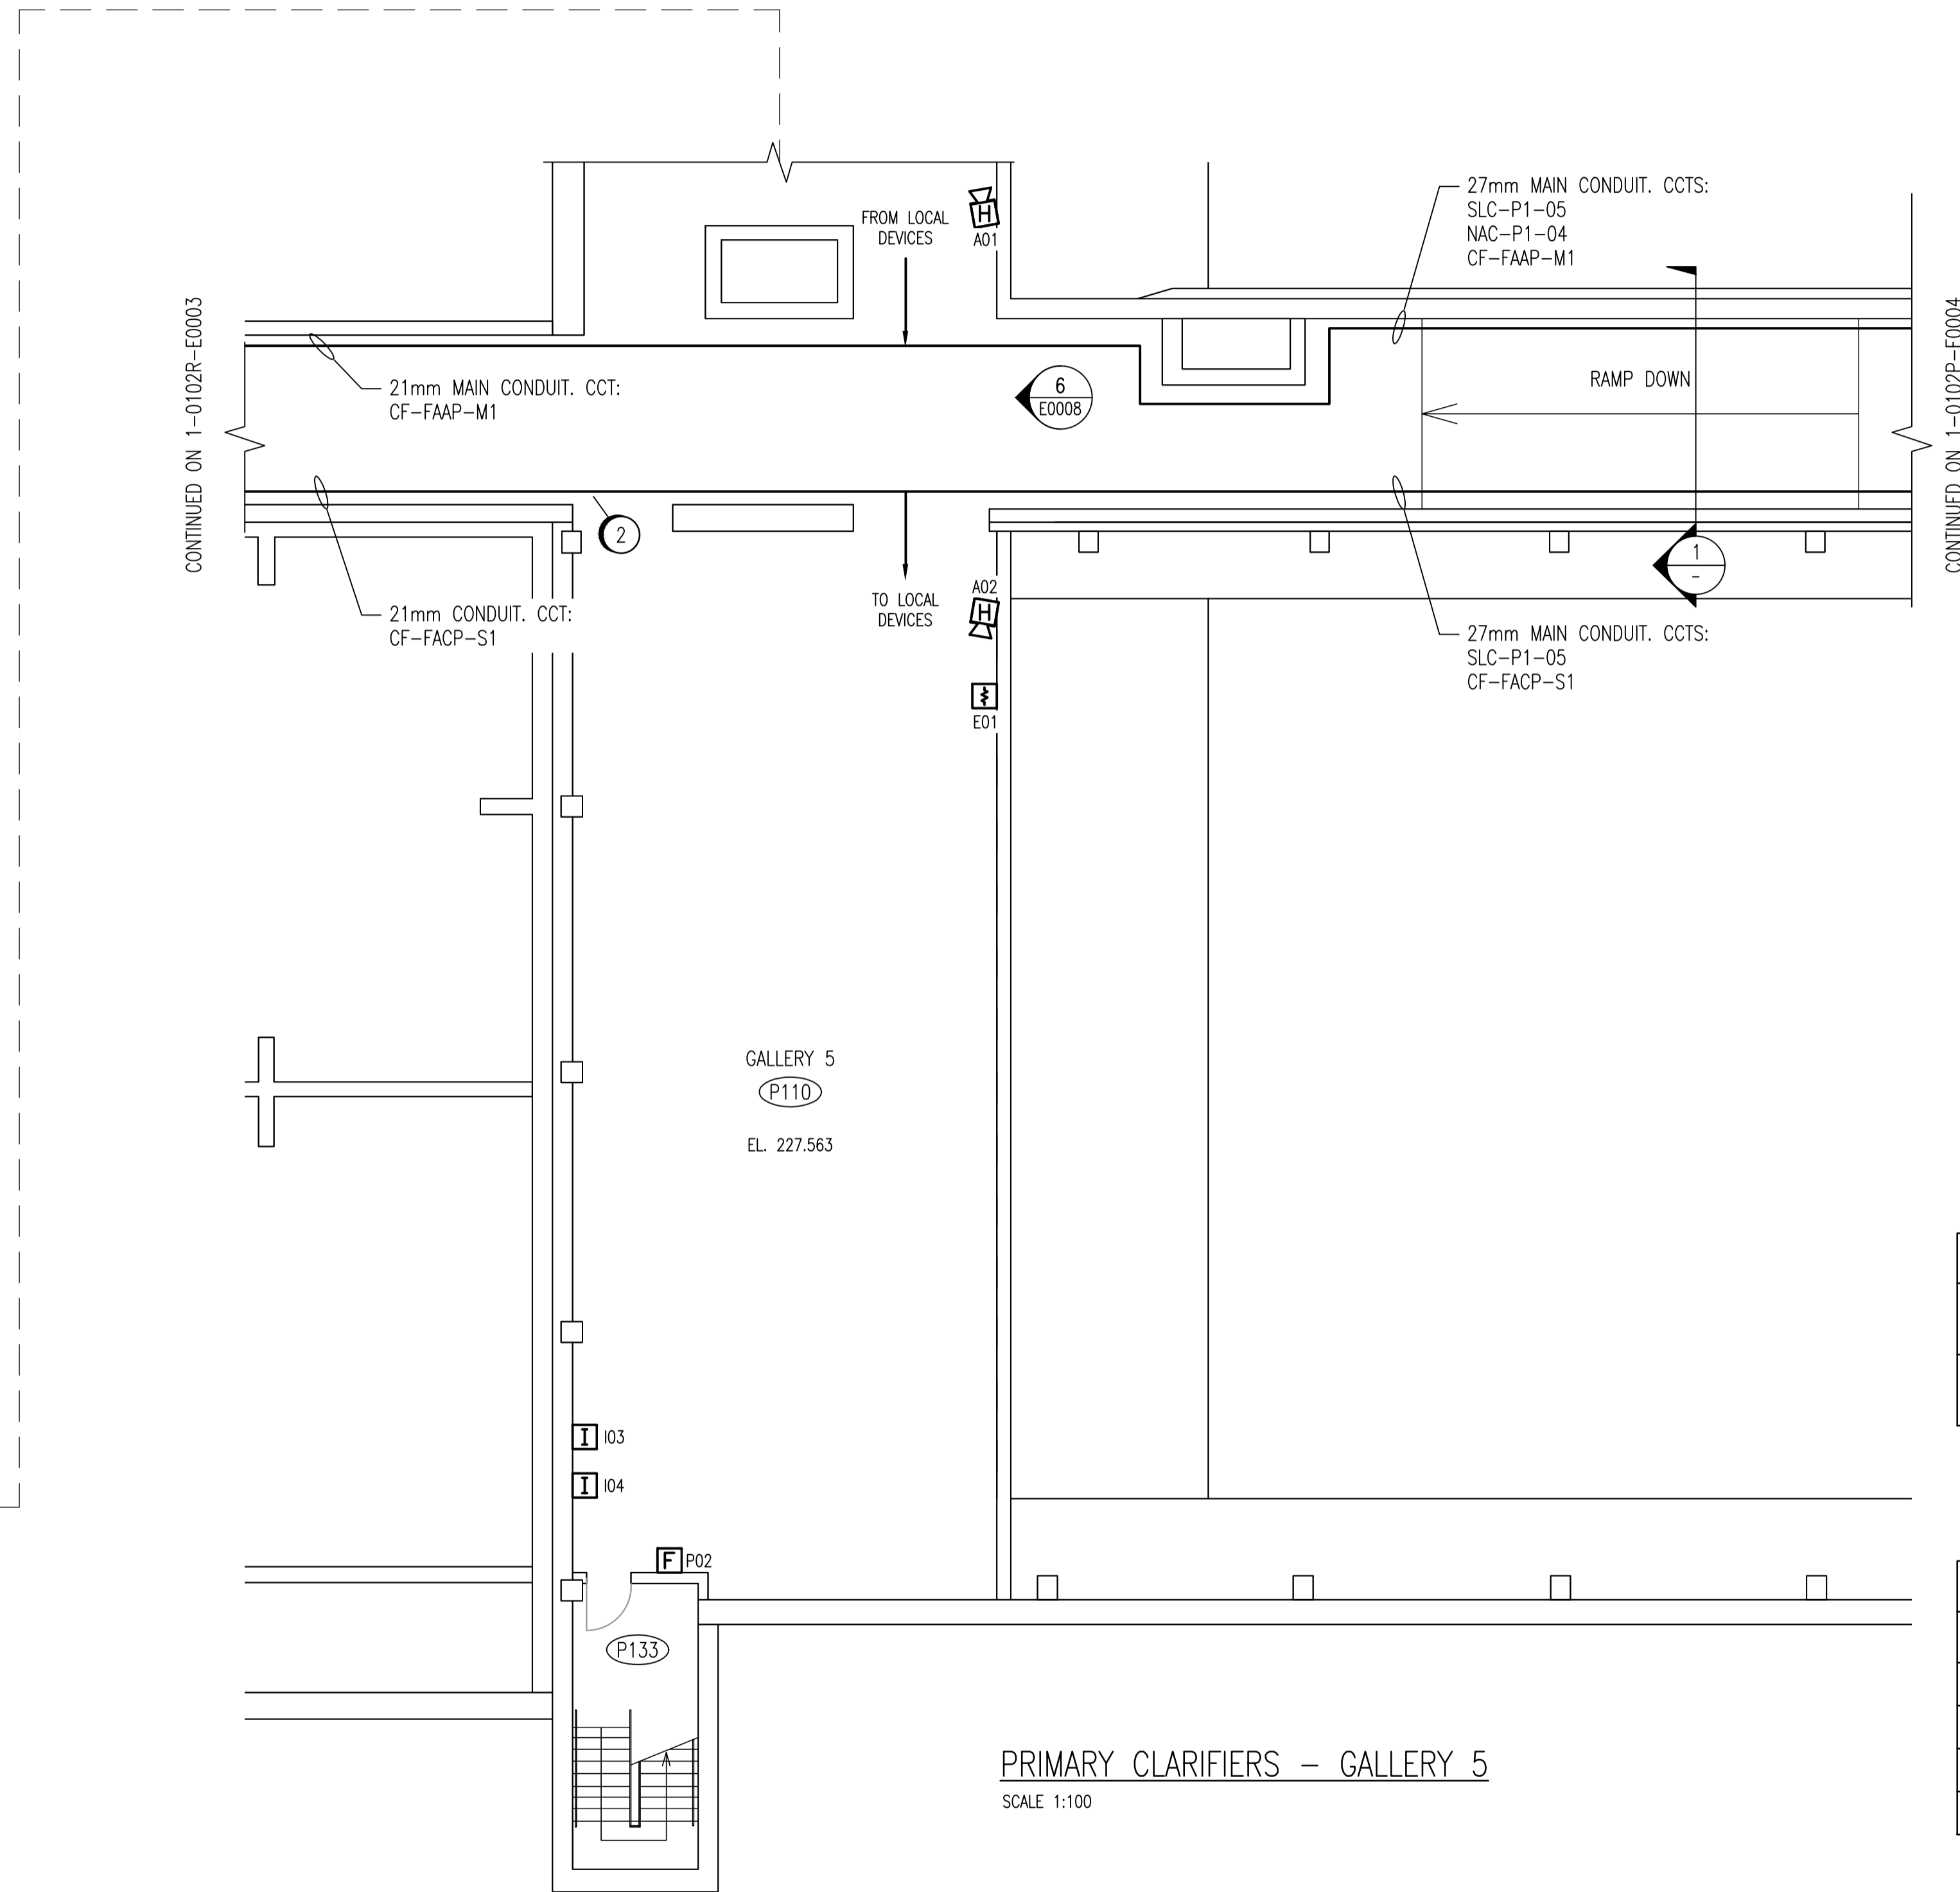 FROM LOCAL
DEVICES
H
A01
27mm MAIN CONDUIT. CCTS:
SLC-P1-05
NAC-P1-04
CF-FAAP-M1
CONTINUED ON 1-0102R-E0003
21mm MAIN CONDUIT. CCT:
CF-FAAP-M1
6
E0008
RAMP DOWN
CONTINUED ON 1-0102P-E0004
2
1
-
21mm CONDUIT. CCT:
CF-FACP-S1
TO LOCAL
DEVICES
A02
H
27mm MAIN CONDUIT. CCTS:
SLC-P1-05
CF-FACP-S1
E01
GALLERY 5
P110
EL. 227.563
I I03
I I04
F P02
P133
PRIMARY CLARIFIERS - GALLERY 5
SCALE 1:100